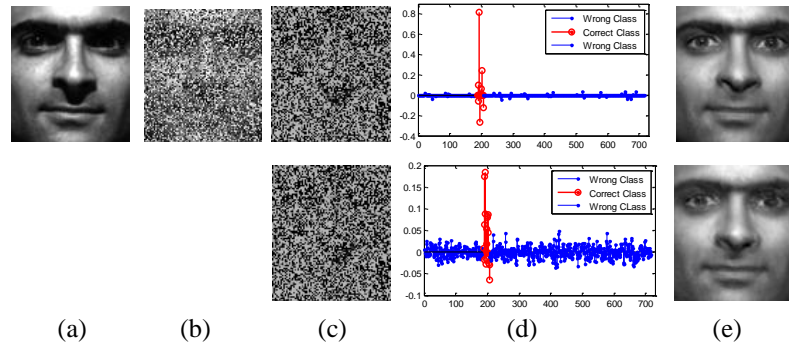 0.8
0.6
0.4
0.2
0
-0.2
-0.4
0 100 200 300 400 500 600 700
Wrong Class
Correct Class
Wrong Class
0.2
0.15
0.1
0.05
0
-0.05
-0.1
0 100 200 300 400 500 600 700
Wrong Class
Correct Class
Wrong CLass
(a) (b) (c) (d) (e)